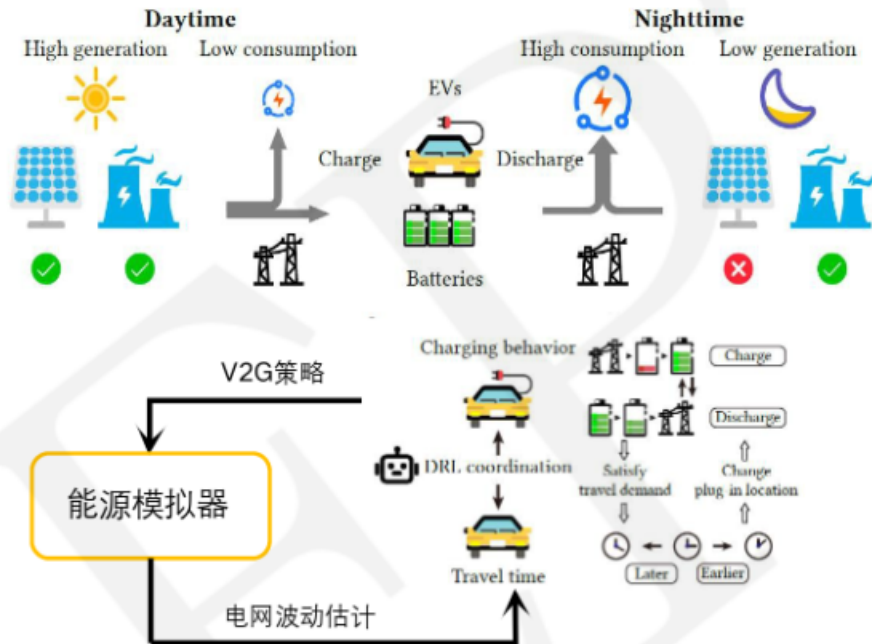 Daytime
Nighttime
High generation
Low consumption
High consumption
Low generation
EVs
Charge
Discharge
Batteries
V2G策略
能源模拟器
电网波动估计
Charging behavior
DRL coordination
Travel time
Charge
Discharge
Satisfy
travel demand
Change
plug-in location
Later
Earlier